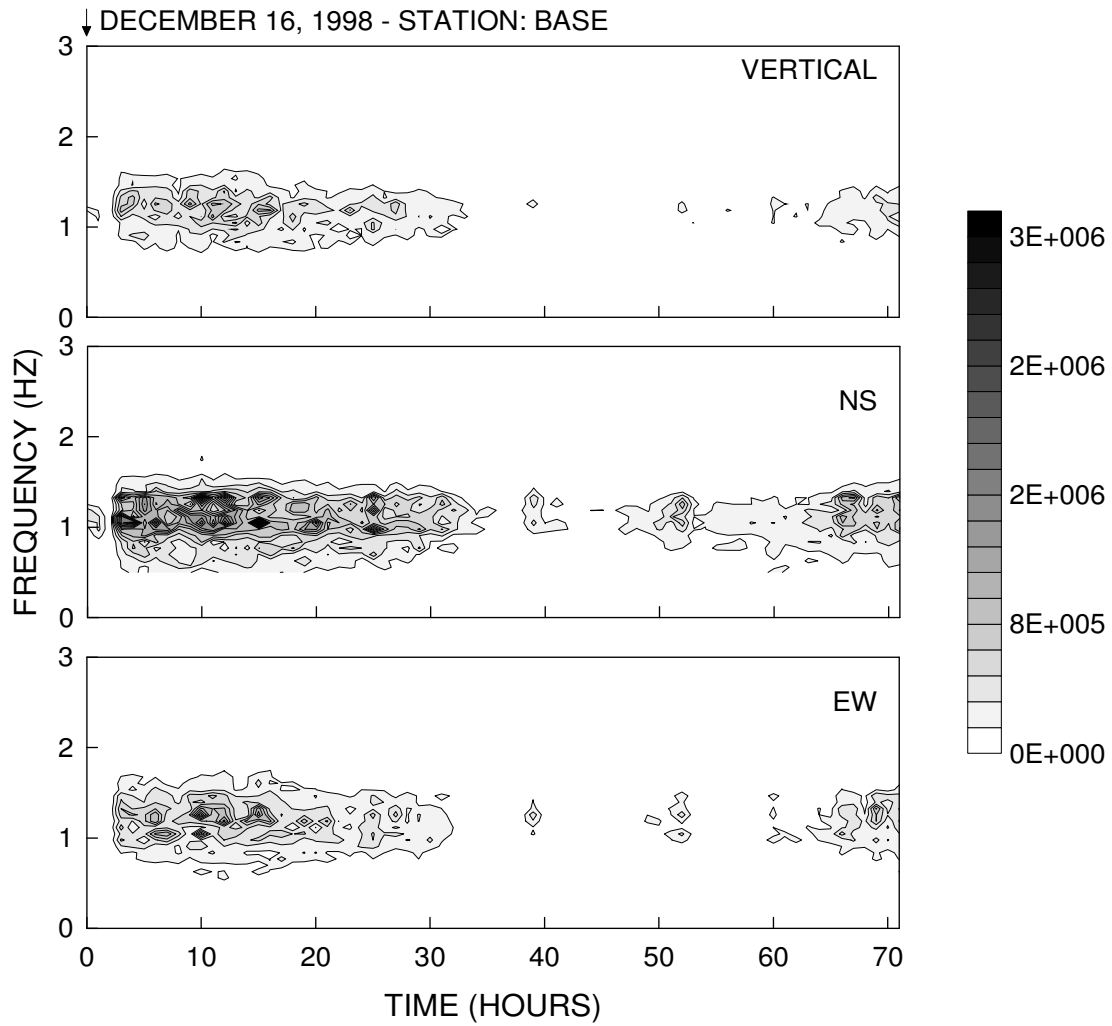 DECEMBER 16, 1998 - STATION: BASE
3
2
1
0
VERTICAL
3
2
1
0
NS
3
2
1
0
EW
0 10 20 30 40 50 60 70
TIME (HOURS)
FREQUENCY (HZ)
3E+006
2E+006
2E+006
8E+005
0E+000